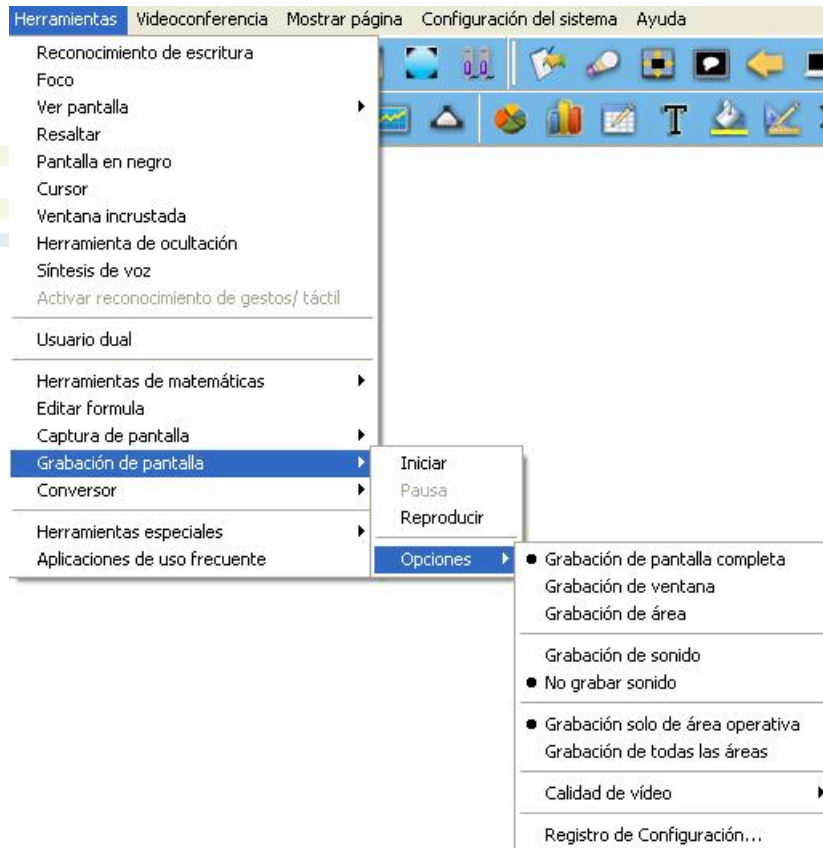 Herramientas Videoconferencia Mostrar página Configuración del sistema Ayuda
Reconocimiento de escritura
Foco
Ver pantalla
Resaltar
Pantalla en negro
Cursor
Ventana incrustada
Herramienta de ocultación
Síntesis de voz
Activar reconocimiento de gestos/ táctil
Usuario dual
Herramientas de matemáticas
Editar formula
Captura de pantalla
Grabación de pantalla
Conversor
Herramientas especiales
Aplicaciones de uso frecuente
Iniciar
Pausa
Reproducir
Opciones
Grabación de pantalla completa
Grabación de ventana
Grabación de área
Grabación de sonido
No grabar sonido
Grabación solo de área operativa
Grabación de todas las áreas
Calidad de vídeo
Registro de Configuración...